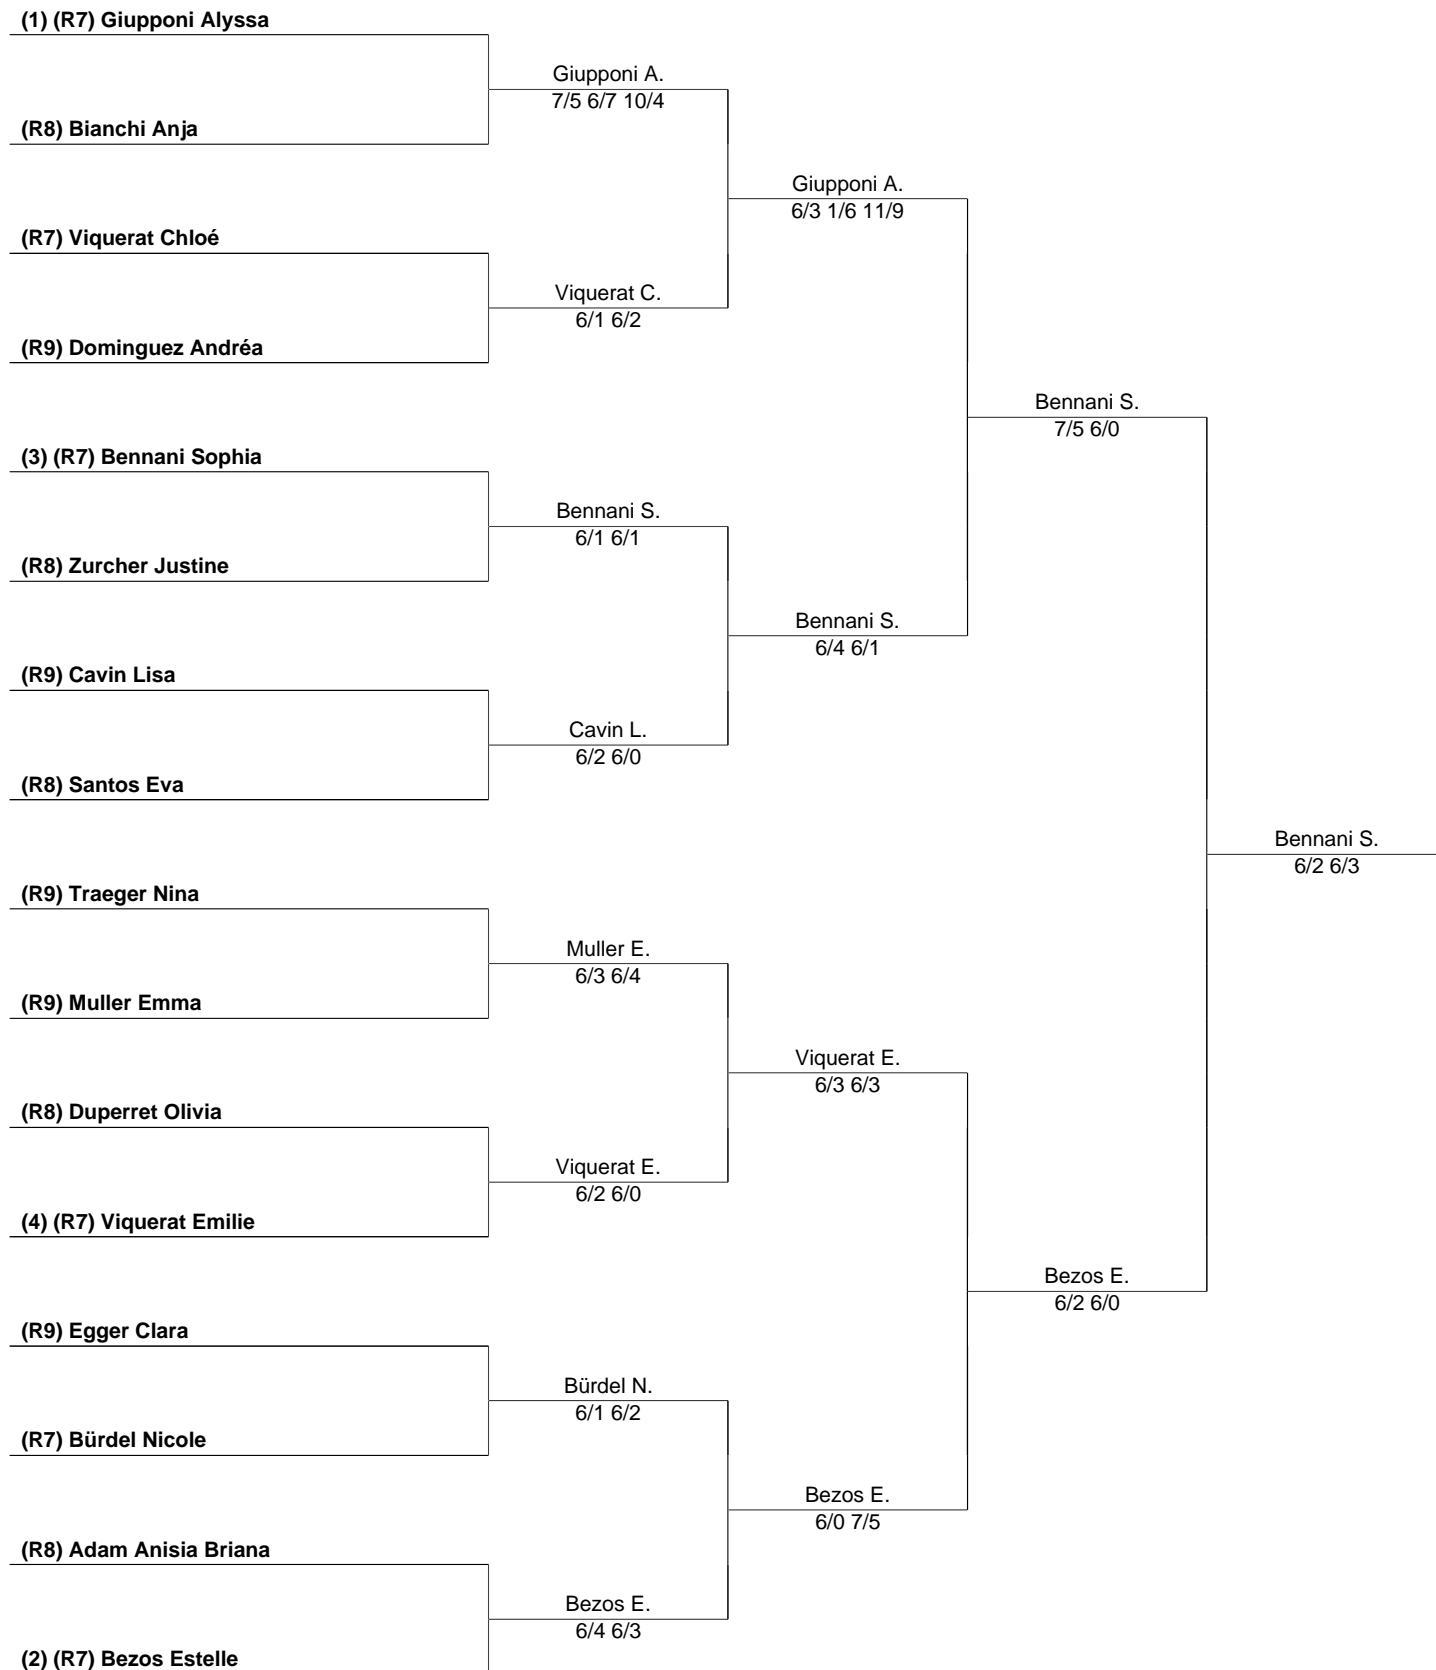 (1) (R7) Giupponi Alyssa
Giupponi A.
7/5 6/7 10/4
(R8) Bianchi Anja
Giupponi A.
6/3 1/6 11/9
(R7) Viquerat Chloé
Viquerat C.
6/1 6/2
(R9) Dominguez Andréa
Bennani S.
7/5 6/0
(3) (R7) Bennani Sophia
Bennani S.
6/1 6/1
(R8) Zurcher Justine
Bennani S.
6/4 6/1
(R9) Cavin Lisa
Cavin L.
6/2 6/0
(R8) Santos Eva
Bennani S.
6/2 6/3
(R9) Traeger Nina
Muller E.
6/3 6/4
(R9) Muller Emma
Viquerat E.
6/3 6/3
(R8) Duperret Olivia
Viquerat E.
6/2 6/0
(4) (R7) Viquerat Emilie
Bezos E.
6/2 6/0
(R9) Egger Clara
Bürdel N.
6/1 6/2
(R7) Bürdel Nicole
Bezos E.
6/0 7/5
(R8) Adam Anisia Briana
Bezos E.
6/4 6/3
(2) (R7) Bezos Estelle